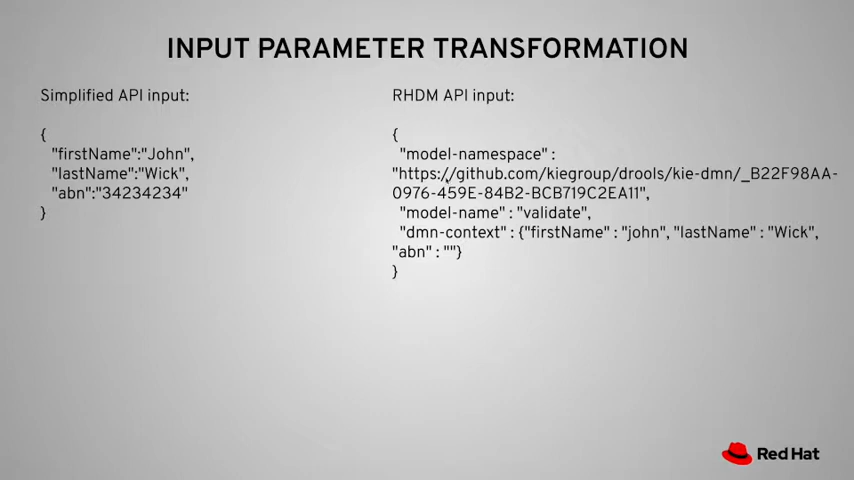 INPUT PARAMETER TRANSFORMATION
Simplified API input:
{
"firstName":"John",
"lastName":"Wick",
"abn":"34234234"
}
RHDM API input:
{
"model-namespace" :
"https://github.com/kiegroup/drools/kie-dmn/_B22F98AA-
0976-459E-84B2-BCB719C2EA11",
"model-name" : "validate",
"dmn-context" : {"firstName" : "john", "lastName" : "Wick",
"abn" : ""}
}
Red Hat